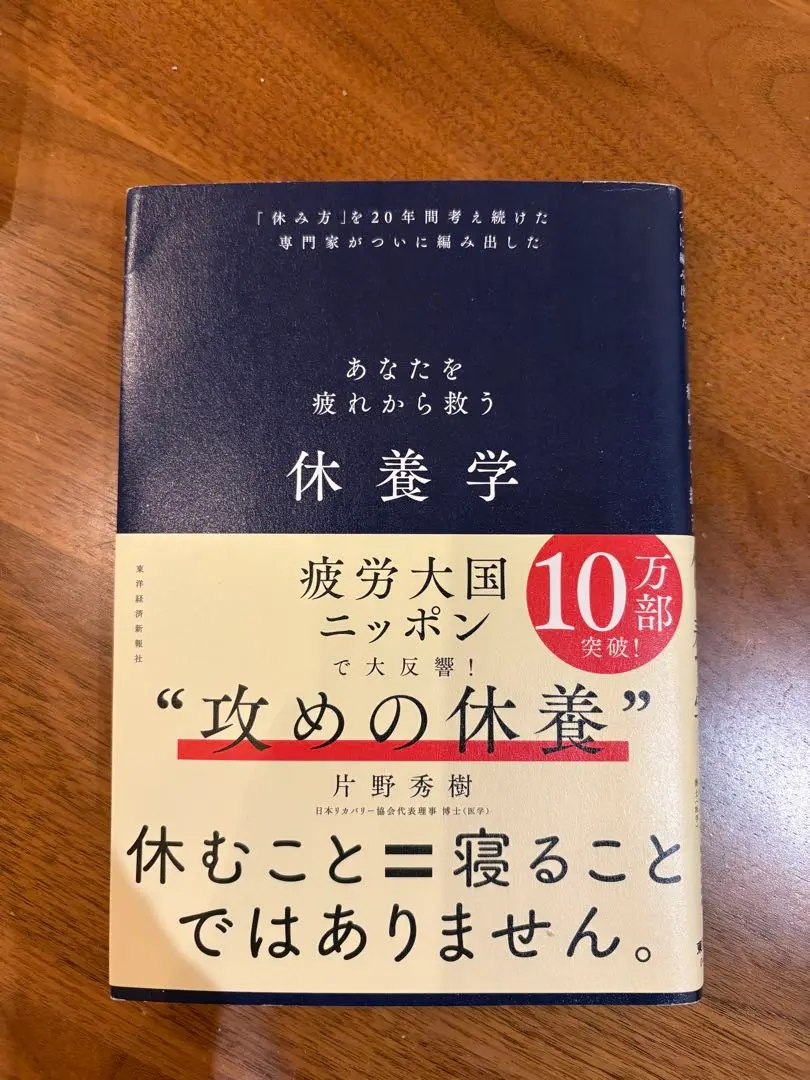 「休み方」を20年間考え続けた
専門家がついに編み出した
あなたを
疲れから救う
休養学
東洋経済新報社
疲労大国
ニッポン
で大反響!
10万部
突破!
“攻めの休養”
片野秀樹
日本リカバリー協会代表理事 博士(医学)
休むこと=寝ること
ではありません。